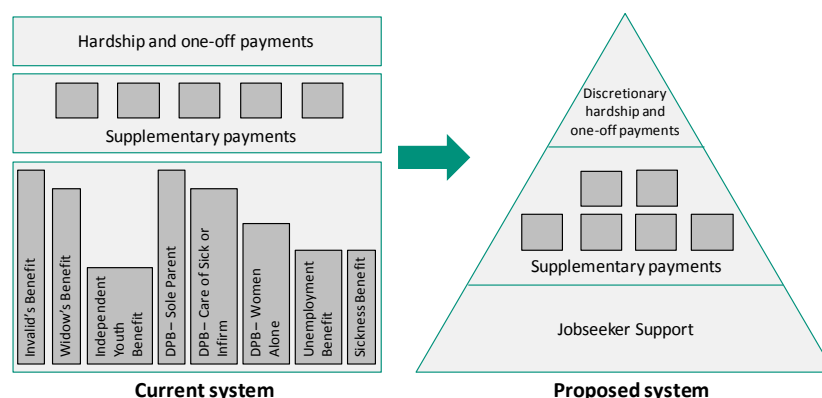 Hardship and one-off payments
Supplementary payments
Invalid's Benefit
Widow's Benefit
Independent
Youth
Benefit
DPB – Sole Parent
DPB – Care of Sick or
Infirm
DPB – Women
Alone
Unemployment
Benefit
Sickness Benefit
Current system
Discretionary
hardship and
one-off payments
Supplementary payments
Jobseeker Support
Proposed system